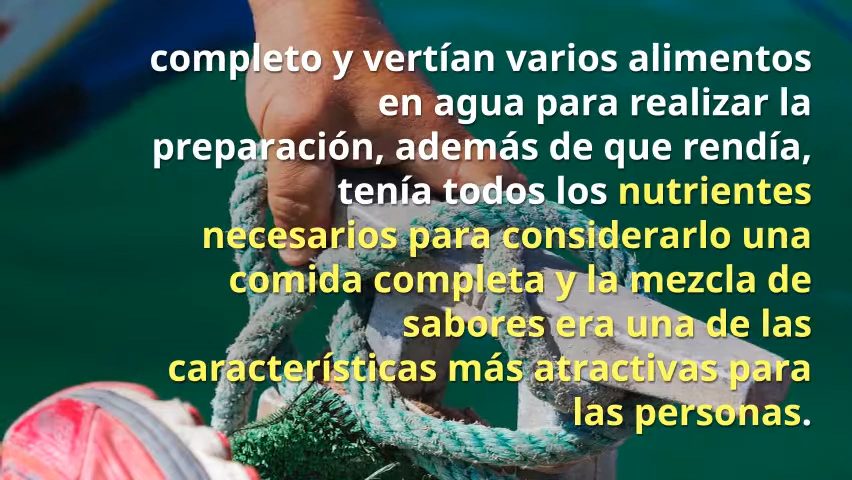 completo y vertían varios alimentos
en agua para realizar la
preparación, además de que rendía,
tenía todos los nutrientes
necesarios para considerarlo una
comida completa y la mezcla de
sabores era una de las
características más atractivas para
las personas.